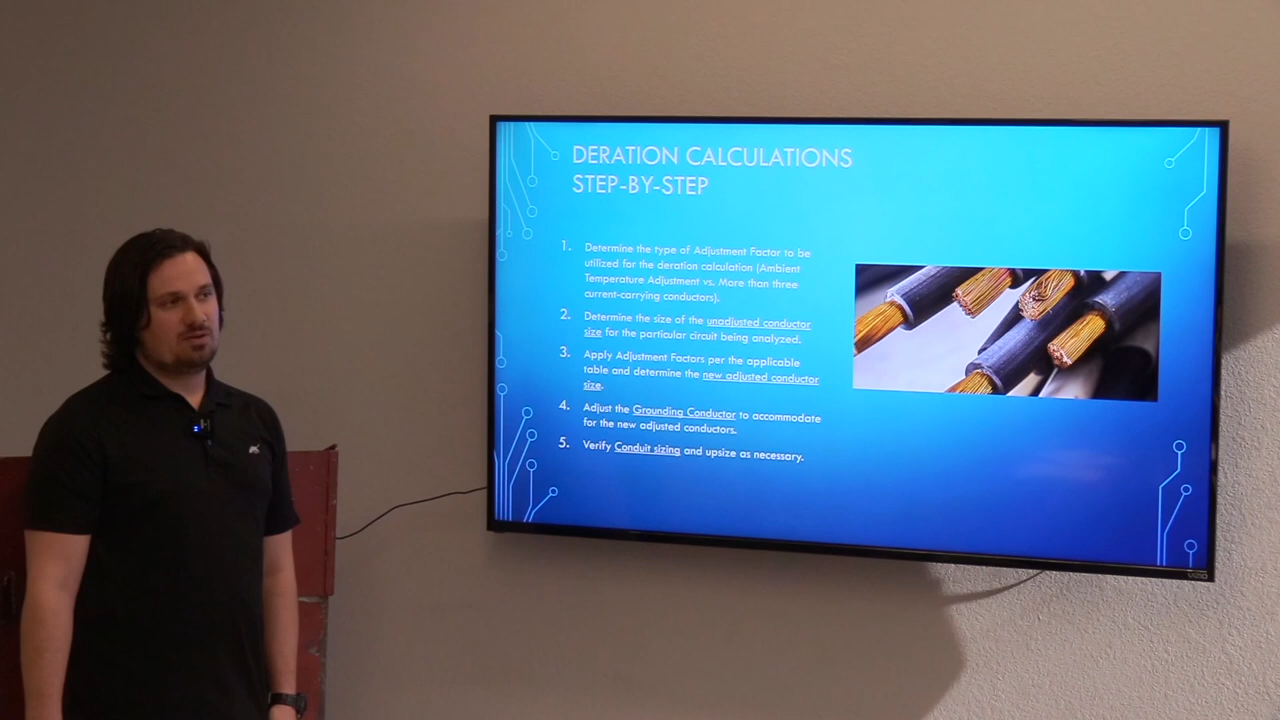 DERATION CALCULATIONS
STEP-BY-STEP
1. Determine the type of Adjustment Factor to be
utilized for the deration calculation (Ambient
Temperature Adjustment vs. More than three
current-carrying conductors).
2. Determine the size of the unadjusted conductor
size for the particular circuit being analyzed.
3. Apply Adjustment Factors per the applicable
table and determine the new adjusted conductor
size.
4. Adjust the Grounding Conductor to accommodate
for the new adjusted conductors.
5. Verify Conduit sizing and upsize as necessary.
VIZIO